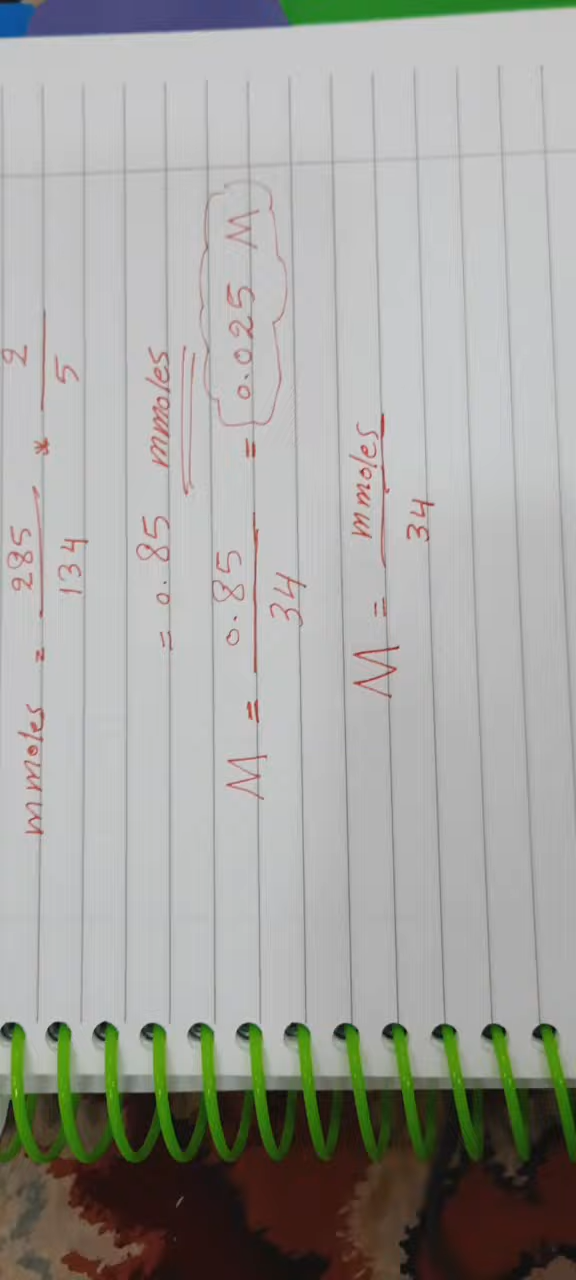 mmoles = 285/134 * 2/5
= 0.85 mmoles
M = 0.85/34 = 0.025 M
M = mmoles/34